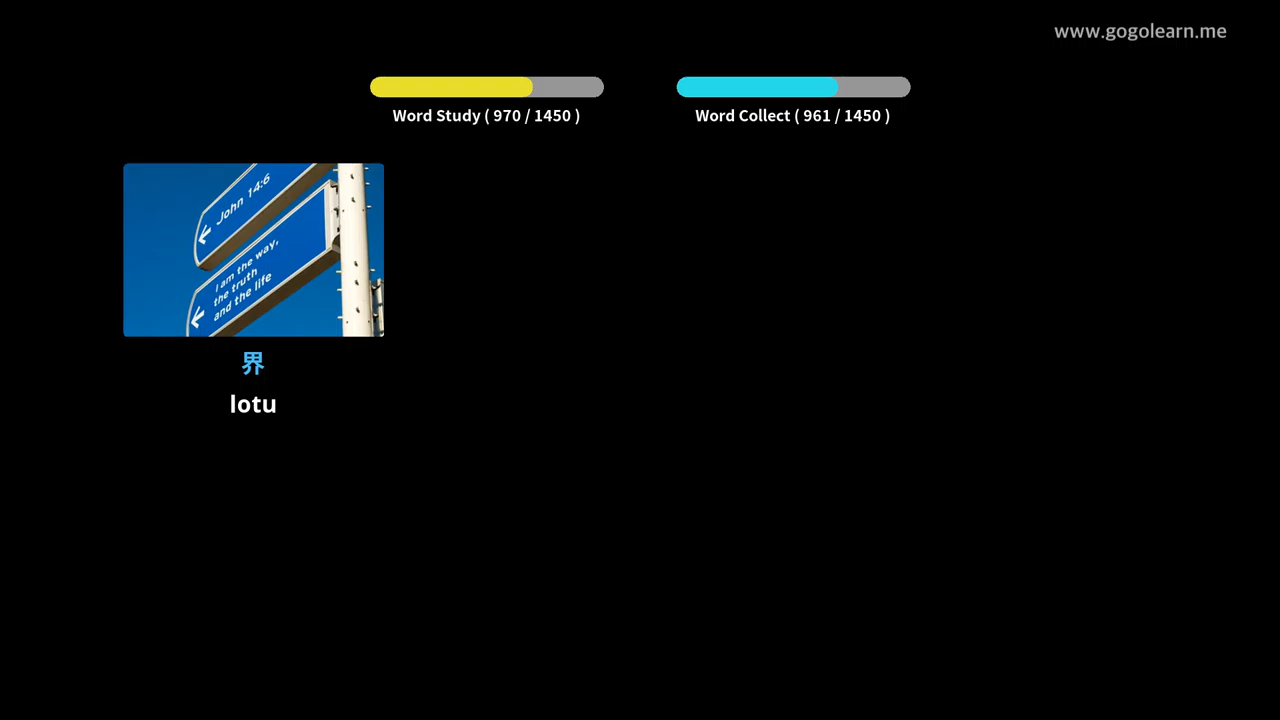 www.gogolearn.me
Word Study ( 970 / 1450 )
Word Collect ( 961 / 1450 )
John 14:6
I am the way,
the truth
and the life
界
lotu